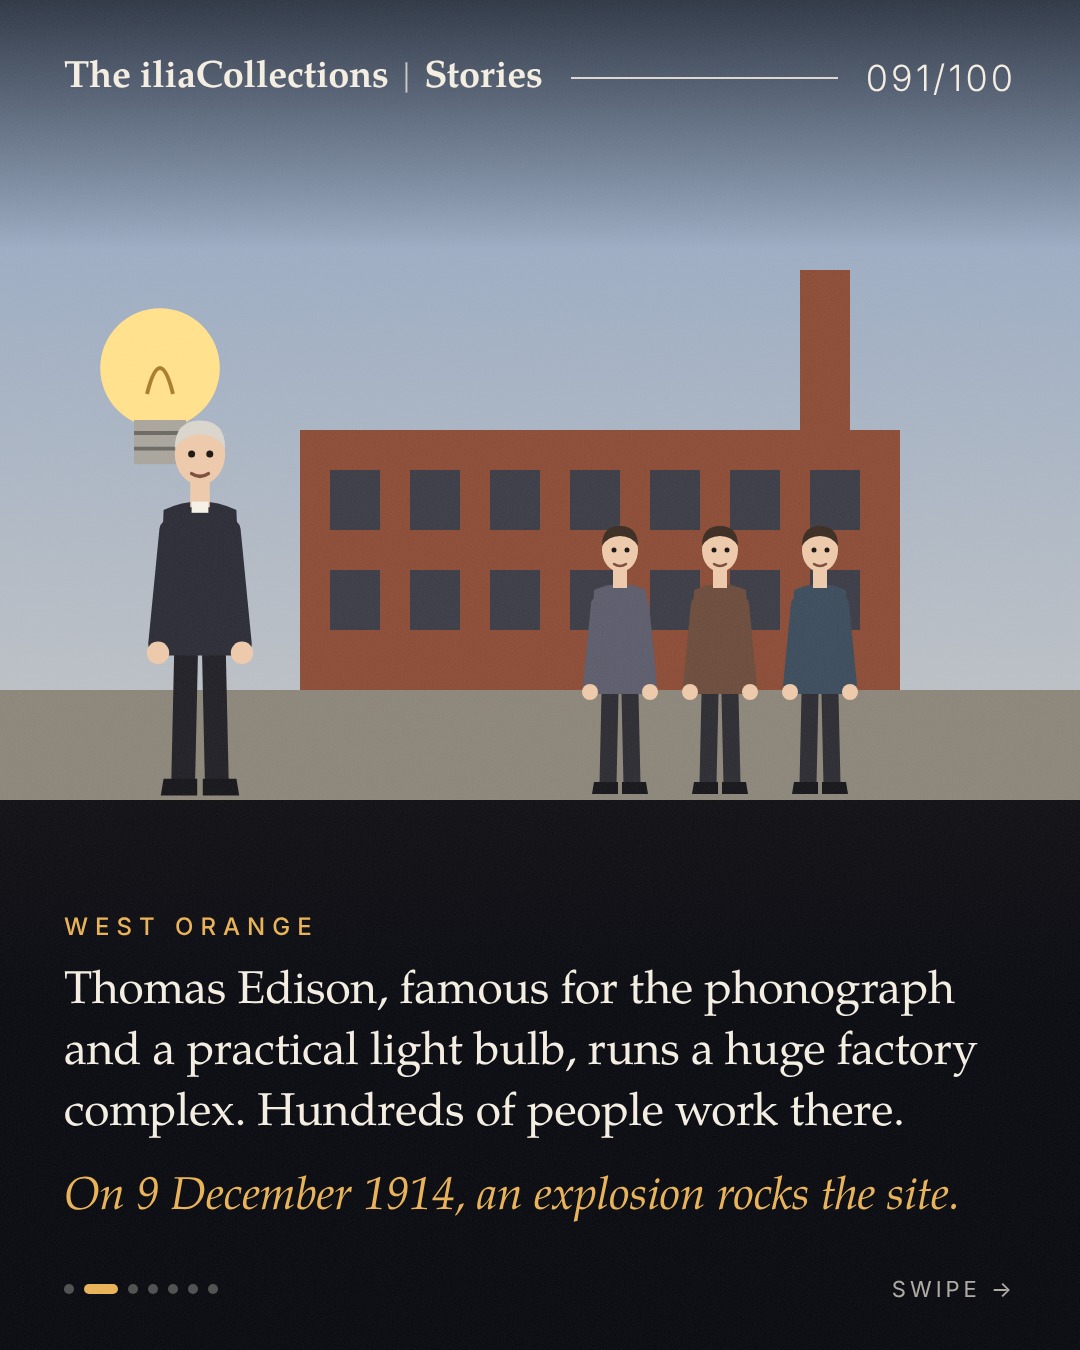 The iliaCollections | Stories
091/100
WEST ORANGE
Thomas Edison, famous for the phonograph
and a practical light bulb, runs a huge factory
complex. Hundreds of people work there.
On 9 December 1914, an explosion rocks the site.
SWIPE →